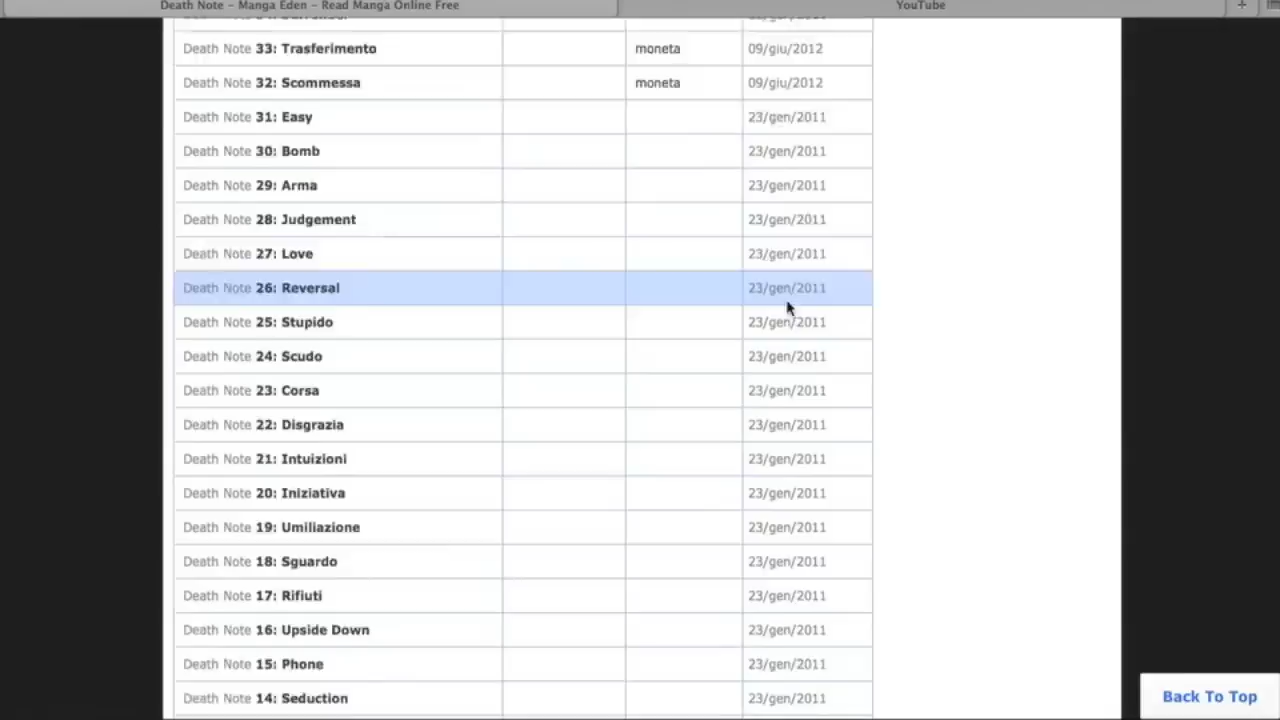 Death Note – Manga Eden – Read Manga Online Free
YouTube
Death Note 33: Trasferimento moneta 09/giu/2012
Death Note 32: Scommessa moneta 09/giu/2012
Death Note 31: Easy 23/gen/2011
Death Note 30: Bomb 23/gen/2011
Death Note 29: Arma 23/gen/2011
Death Note 28: Judgement 23/gen/2011
Death Note 27: Love 23/gen/2011
Death Note 26: Reversal 23/gen/2011
Death Note 25: Stupido 23/gen/2011
Death Note 24: Scudo 23/gen/2011
Death Note 23: Corsa 23/gen/2011
Death Note 22: Disgrazia 23/gen/2011
Death Note 21: Intuizioni 23/gen/2011
Death Note 20: Iniziativa 23/gen/2011
Death Note 19: Umiliazione 23/gen/2011
Death Note 18: Sguardo 23/gen/2011
Death Note 17: Rifiuti 23/gen/2011
Death Note 16: Upside Down 23/gen/2011
Death Note 15: Phone 23/gen/2011
Death Note 14: Seduction 23/gen/2011
Back To Top